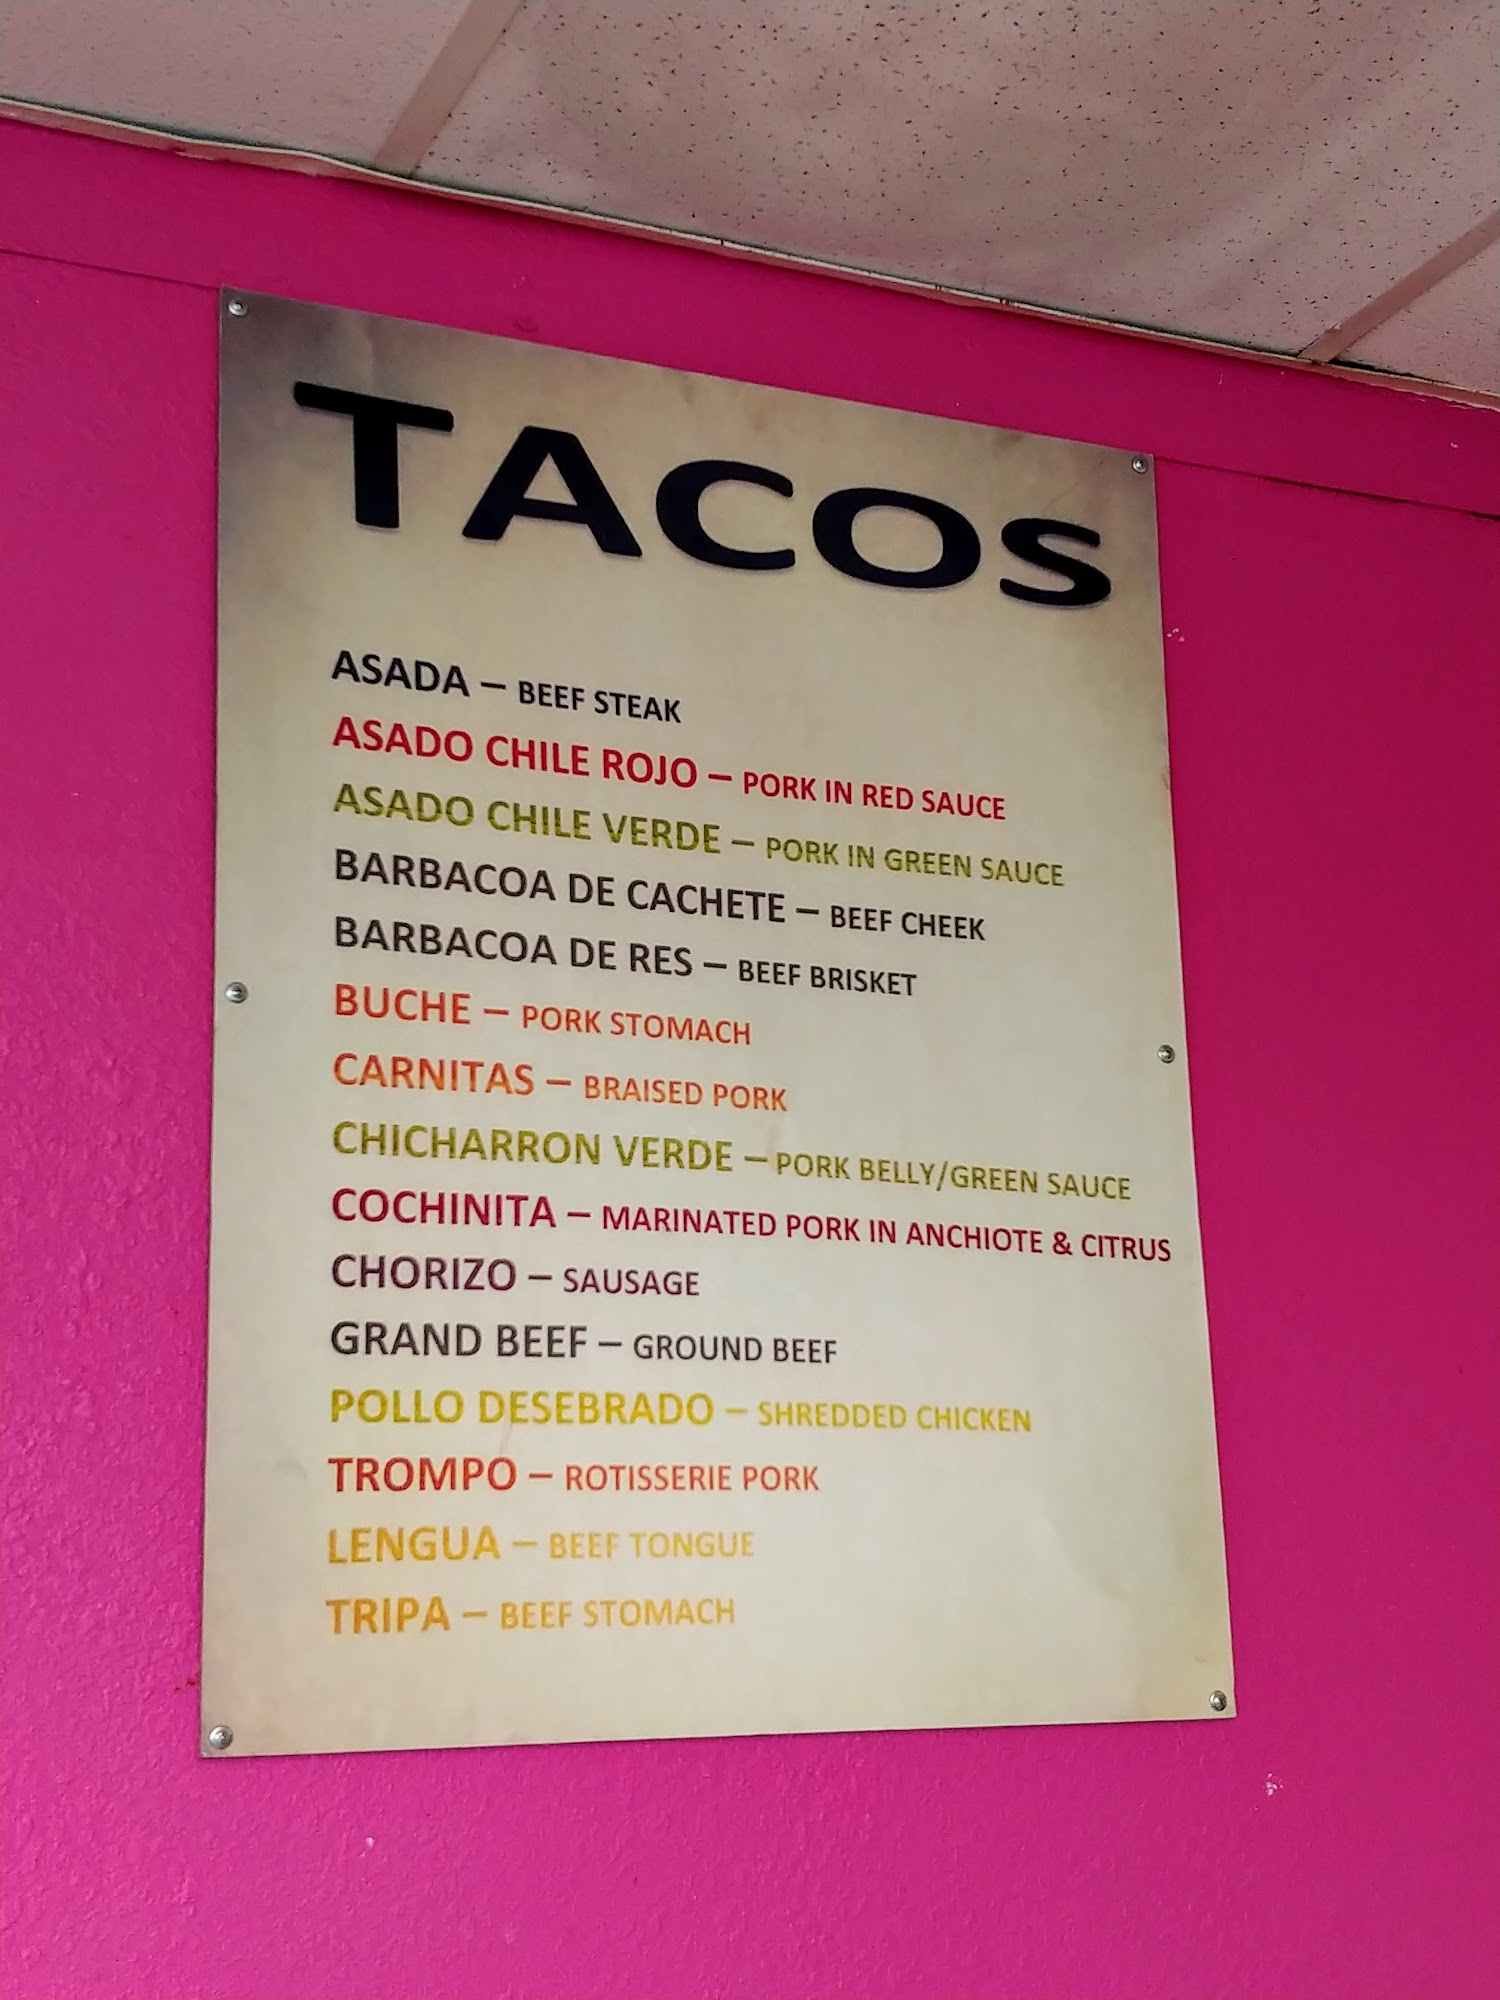 TACOS
ASADA – BEEF STEAK
ASADO CHILE ROJO – PORK IN RED SAUCE
ASADO CHILE VERDE – PORK IN GREEN SAUCE
BARBACOA DE CACHETE – BEEF CHEEK
BARBACOA DE RES – BEEF BRISKET
BUCHE – PORK STOMACH
CARNITAS – BRAISED PORK
CHICHARRON VERDE – PORK BELLY/GREEN SAUCE
COCHINITA – MARINATED PORK IN ANCHIOTE & CITRUS
CHORIZO – SAUSAGE
GRAND BEEF – GROUND BEEF
POLLO DESEBRADO – SHREDDED CHICKEN
TROMPO – ROTISSERIE PORK
LENGUA – BEEF TONGUE
TRIPA – BEEF STOMACH